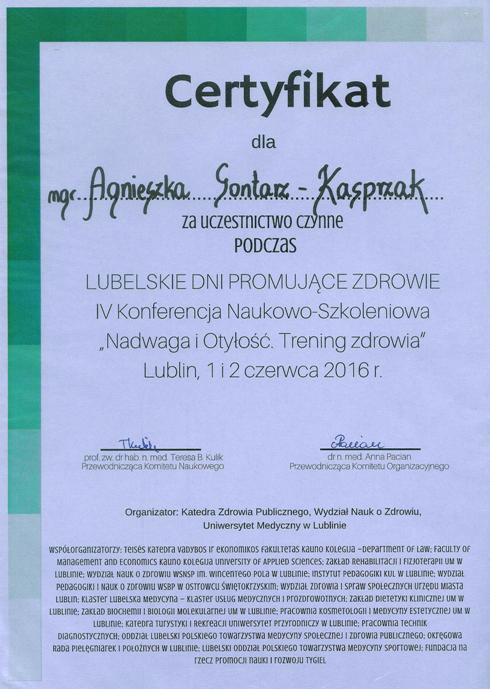 Certyfikat
dla
mgr Agnieszka Gontarz - Kasprzak
za uczestnictwo czynne
podczas
LUBELSKIE DNI PROMUJĄCE ZDROWIE
IV Konferencja Naukowo-Szkoleniowa
„Nadwaga i Otyłość. Trening zdrowia”
Lublin, 1 i 2 czerwca 2016 r.
TKulik
Pacian
prof. zw. dr hab. n. med. Teresa B. Kulik
Przewodnicząca Komitetu Naukowego
dr n. med. Anna Pacian
Przewodnicząca Komitetu Organizacyjnego
Organizator: Katedra Zdrowia Publicznego, Wydział Nauk o Zdrowiu,
Uniwersytet Medyczny w Lublinie
Współorganizatorzy: Teisės katedra Vadybos ir ekonomikos fakultetas Kauno kolegija –Department of Law; Faculty of
Management and Economics Kauno Kolegija University of Applied Sciences; Zakład Rehabilitacji i Fizjoterapii UM w
Lublinie; Wydział Nauk o Zdrowiu WSNSP im. Wincentego Pola w Lublinie; Instytut Pedagogiki KUL w Lublinie; Wydział
Pedagogiki i Nauk o Zdrowiu WSBP w Ostrowcu Świętokrzyskim; Wydział Zdrowia i Spraw Społecznych Urzędu Miasta
Lublin; Klaster Lubelska Medycyna – Klaster Usług Medycznych i Prozdrowotnych; Zakład Dietetyki Klinicznej UM w
Lublinie; Zakład Biochemii i Biologii Molekularnej UM w Lublinie; Pracownia Kosmetologii i Medycyny Estetycznej UM w
Lublinie; Katedra Turystyki i Rekreacji Uniwersytet Przyrodniczy w Lublinie; Pracownia Technik
Diagnostycznych; Oddział Lubelski Polskiego Towarzystwa Medycyny Społecznej i Zdrowia Publicznego; Okręgowa
Rada Pielęgniarek i Położnych w Lublinie; Lubelski Oddział Polskiego Towarzystwa Medycyny Sportowej; Fundacja na
rzecz promocji nauki i rozwoju TYGIEL